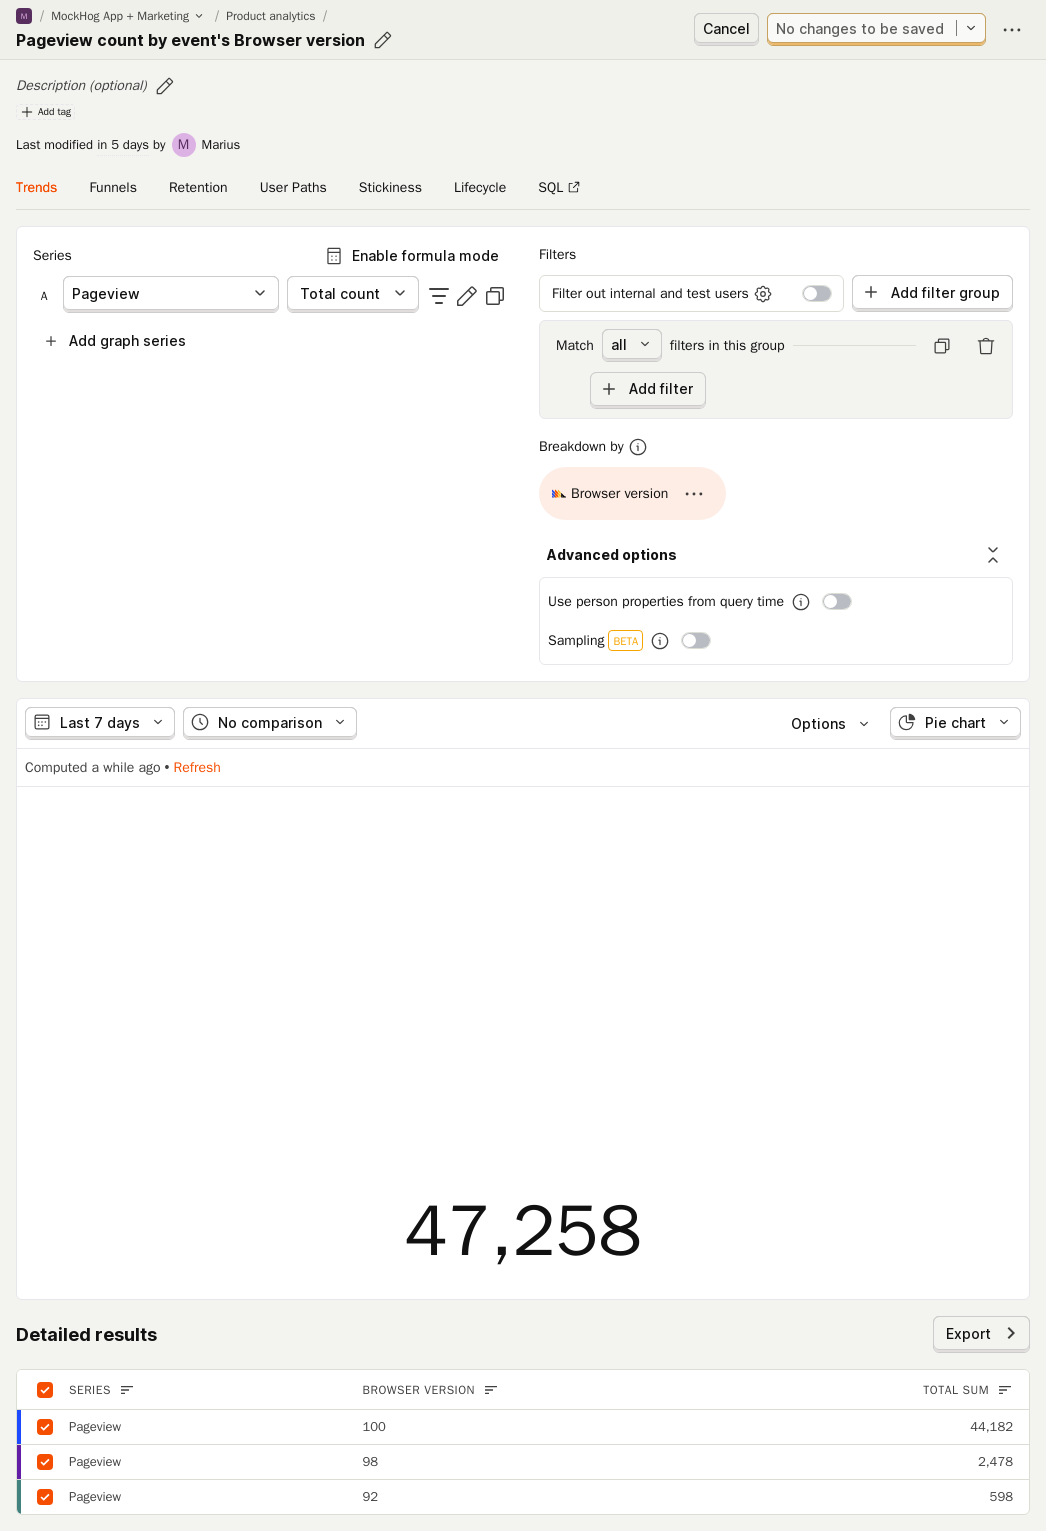 M / MockHog App + Marketing / Product analytics /
Pageview count by event's Browser version
Cancel
No changes to be saved
Description (optional)
Add tag
Last modified in 5 days by M Marius
Trends Funnels Retention User Paths Stickiness Lifecycle SQL
Series
Enable formula mode
A Pageview Total count
Add graph series
Filters
Filter out internal and test users
Add filter group
Match all filters in this group
Add filter
Breakdown by
Browser version
Advanced options
Use person properties from query time
Sampling BETA
Last 7 days No comparison Options Pie chart
Computed a while ago • Refresh
47,258
Detailed results
Export
SERIES BROWSER VERSION TOTAL SUM
Pageview 100 44,182
Pageview 98 2,478
Pageview 92 598